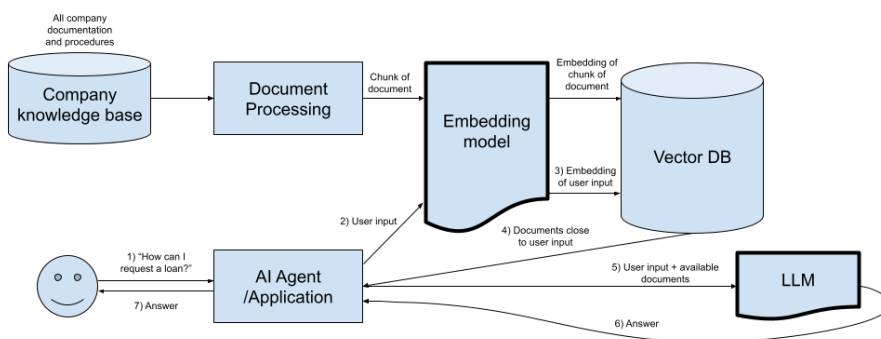 All company
documentation
and procedures
Company
knowledge base
Document
Processing
Chunk of
document
Embedding
model
Embedding of
chunk of
document
Vector DB
3) Embedding
of user input
2) User input
4) Documents close
to user input
1) "How can I
request a loan?"
7) Answer
AI Agent
/Application
5) User input + available
documents
LLM
6) Answer